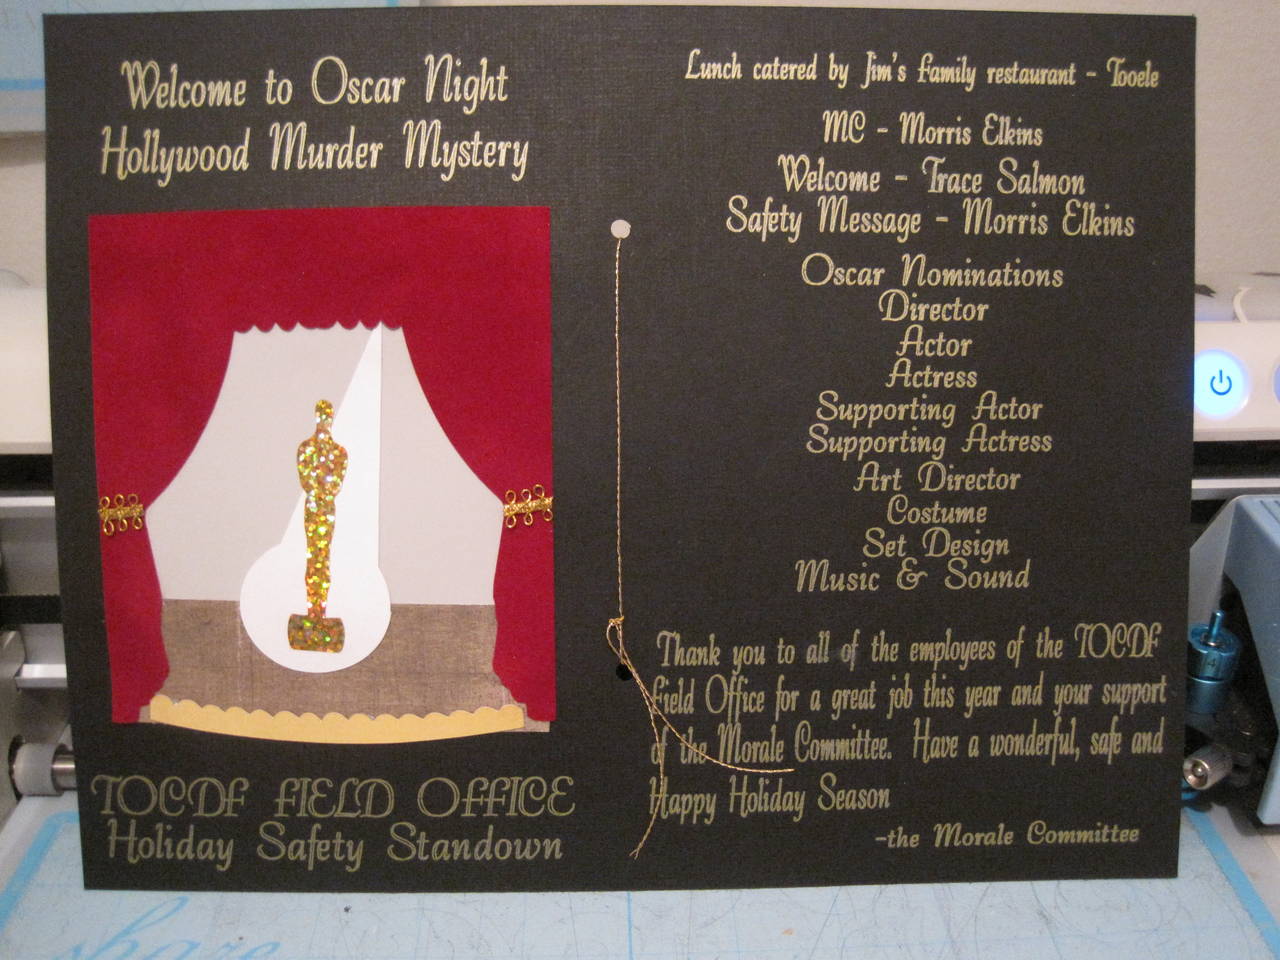 Welcome to Oscar Night
Hollywood Murder Mystery
TOCDF FIELD OFFICE
Holiday Safety Standown
Lunch catered by Jim's family restaurant - Tooele
MC - Morris Elkins
Welcome - Trace Salmon
Safety Message - Morris Elkins
Oscar Nominations
Director
Actor
Actress
Supporting Actor
Supporting Actress
Art Director
Costume
Set Design
Music & Sound
Thank you to all of the employees of the TOCDF
Field Office for a great job this year and your support
of the Morale Committee. Have a wonderful, safe and
Happy Holiday Season
-the Morale Committee
share